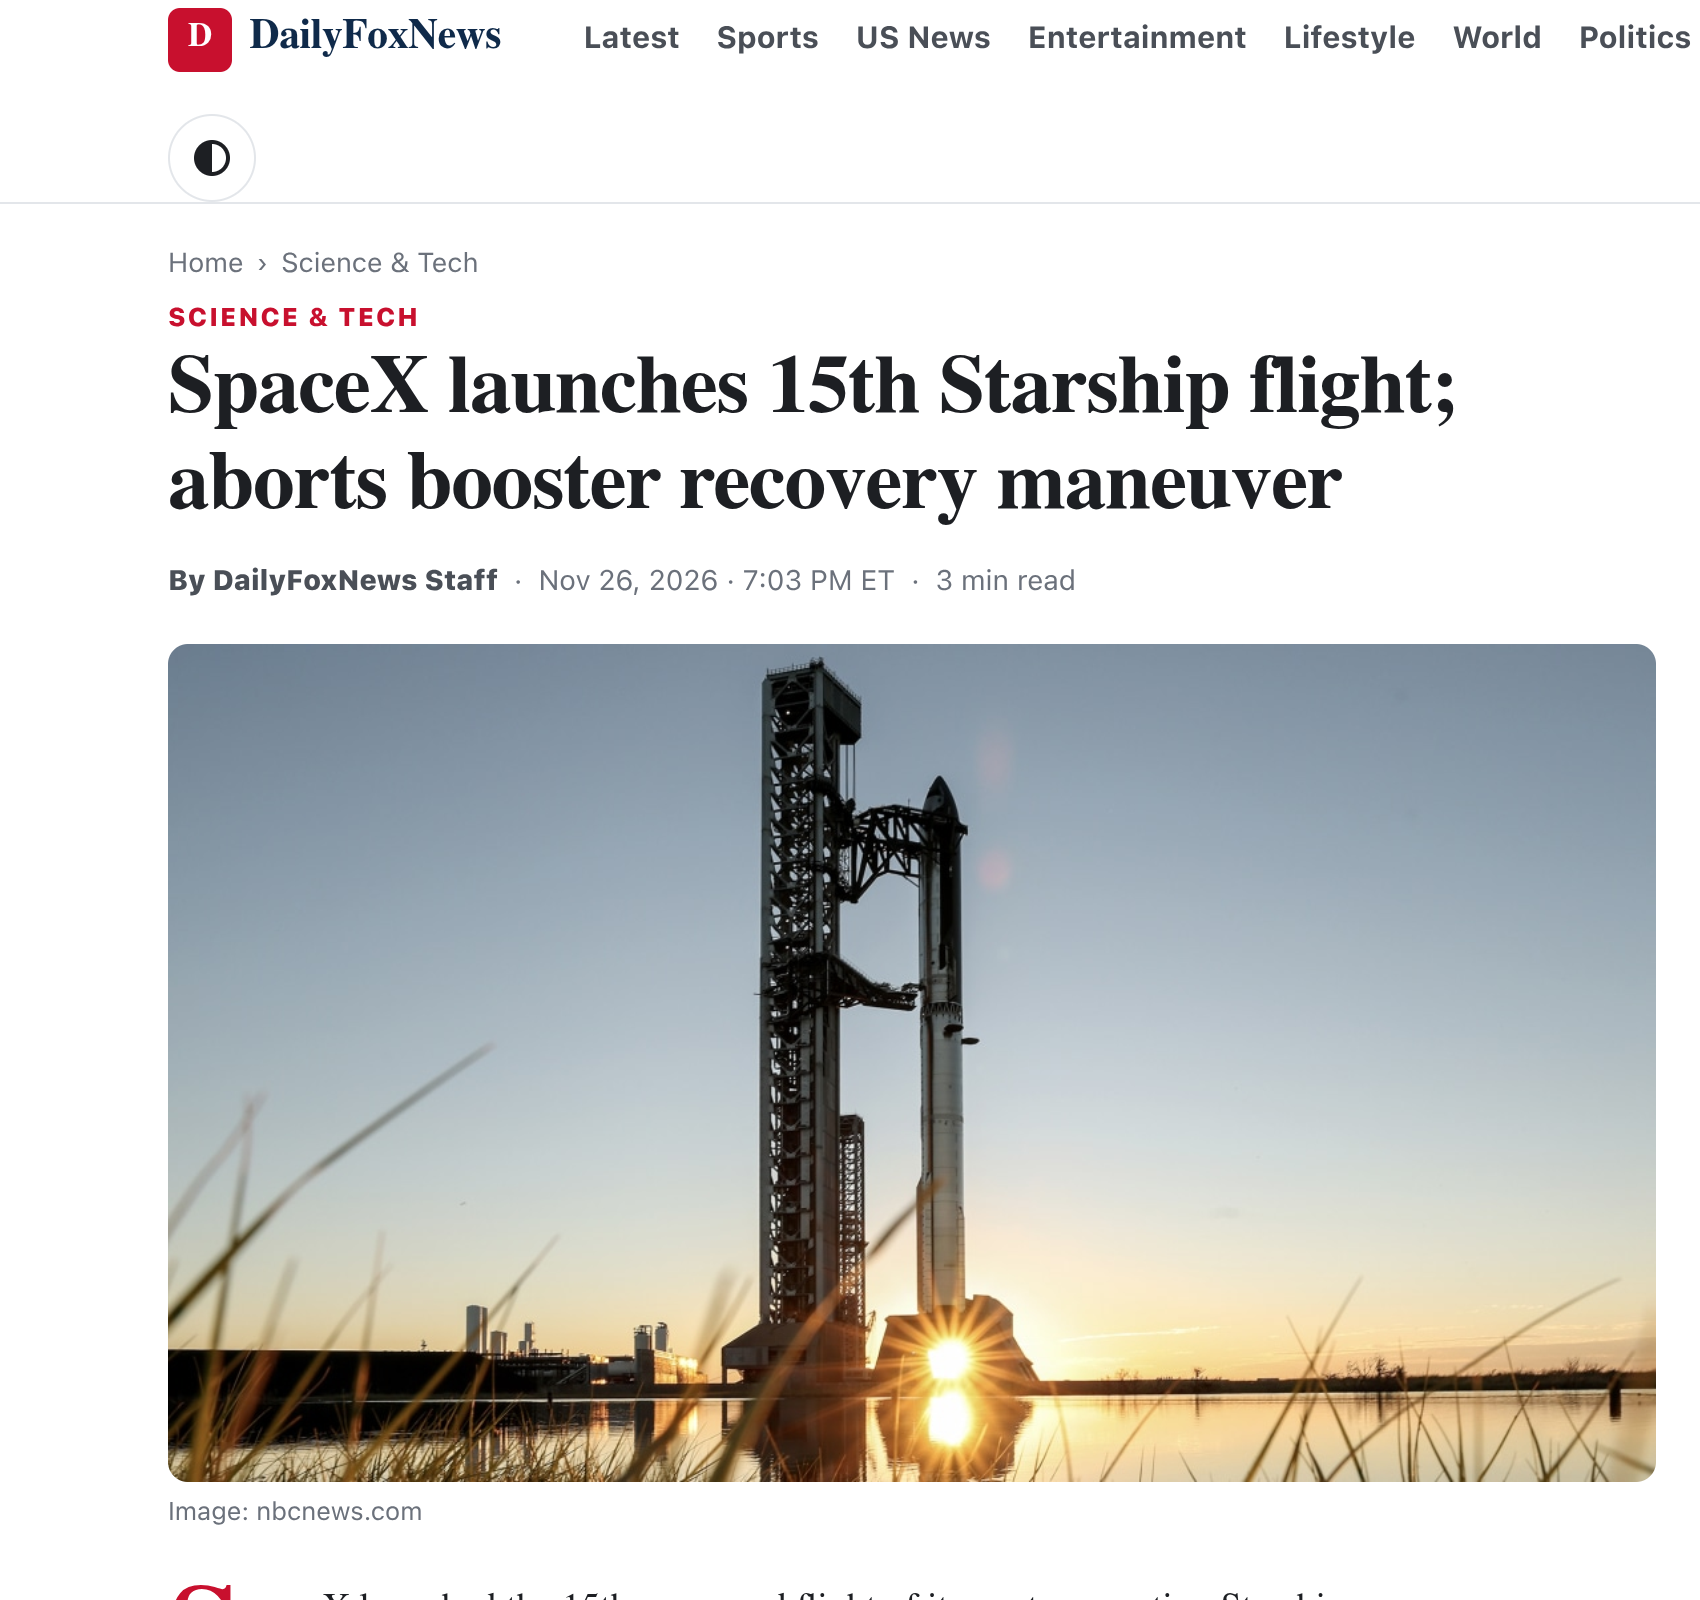 D DailyFoxNews Latest Sports US News Entertainment Lifestyle World Politics
Home › Science & Tech
SCIENCE & TECH
SpaceX launches 15th Starship flight;
aborts booster recovery maneuver
By DailyFoxNews Staff · Nov 26, 2026 · 7:03 PM ET · 3 min read
Image: nbcnews.com